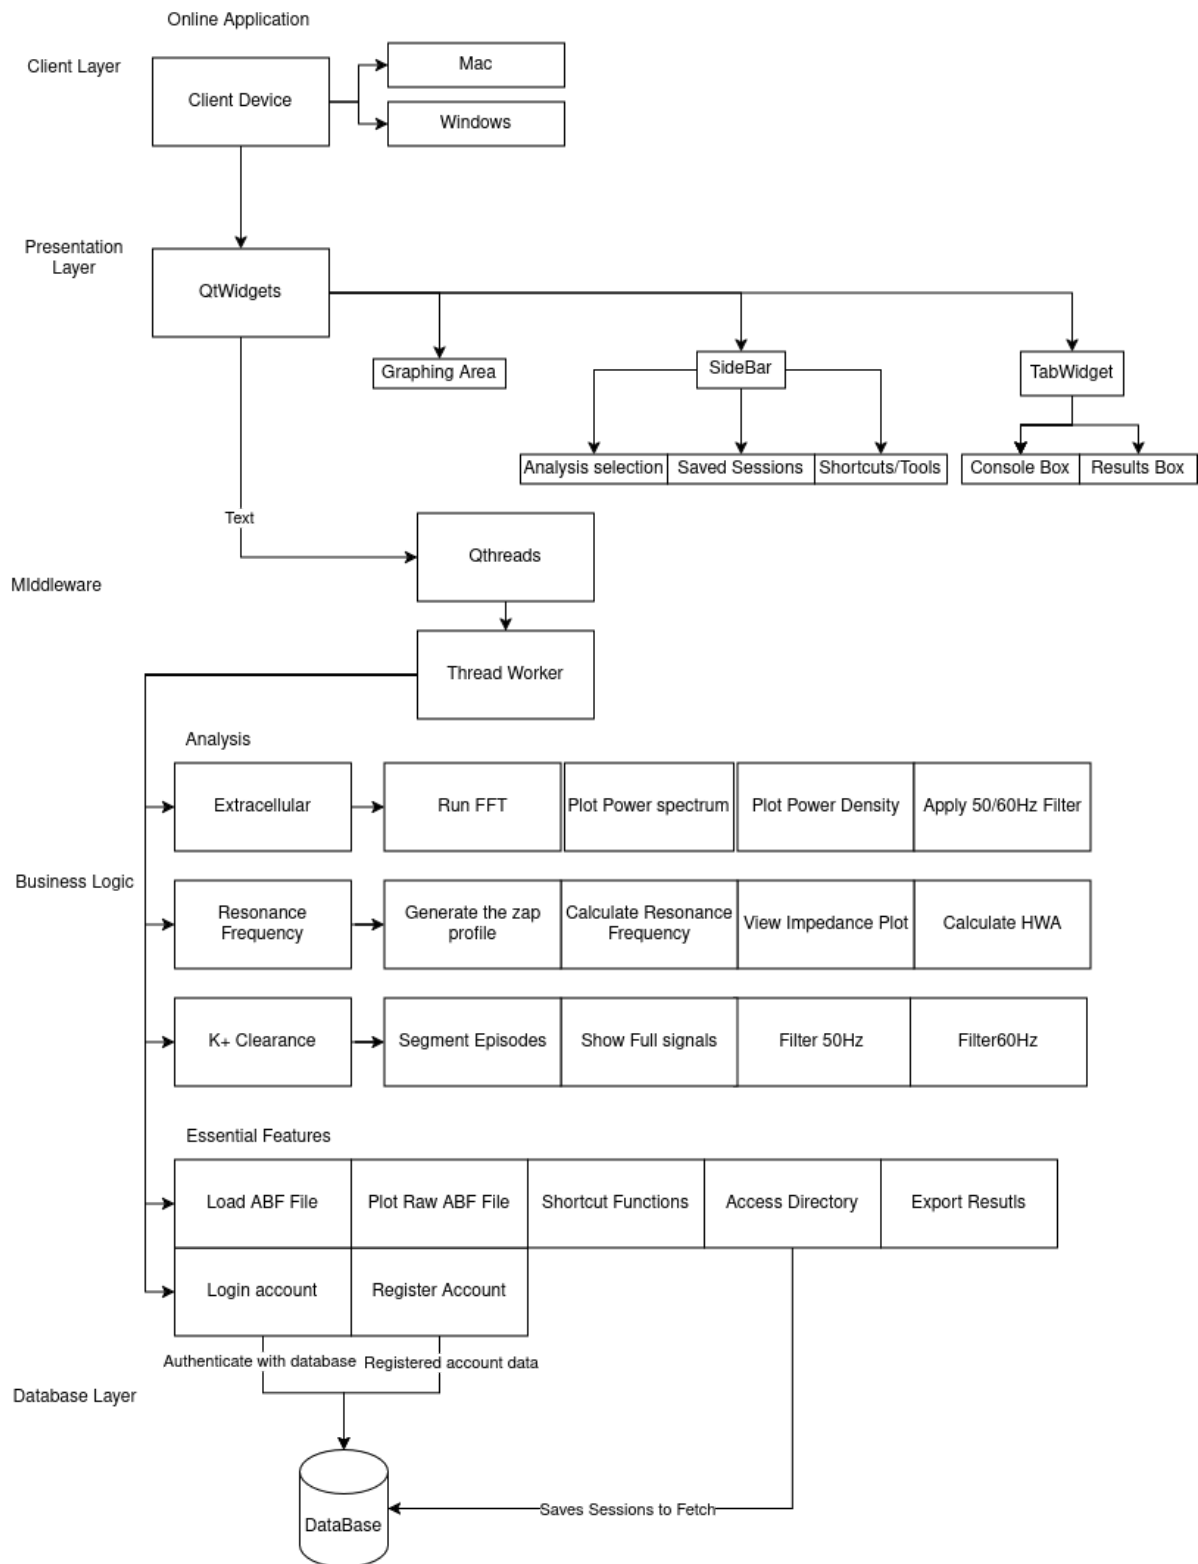 Online Application
Client Layer
Client Device
Mac
Windows
Presentation
Layer
QtWidgets
Graphing Area
SideBar
TabWidget
Analysis selection
Saved Sessions
Shortcuts/Tools
Console Box
Results Box
Text
Qthreads
MIddleware
Thread Worker
Analysis
Extracellular
Run FFT
Plot Power spectrum
Plot Power Density
Apply 50/60Hz Filter
Business Logic
Resonance
Frequency
Generate the zap
profile
Calculate Resonance
Frequency
View Impedance Plot
Calculate HWA
K+ Clearance
Segment Episodes
Show Full signals
Filter 50Hz
Filter60Hz
Essential Features
Load ABF File
Plot Raw ABF File
Shortcut Functions
Access Directory
Export Resutls
Login account
Register Account
Authenticate with database
Registered account data
Database Layer
DataBase
Saves Sessions to Fetch